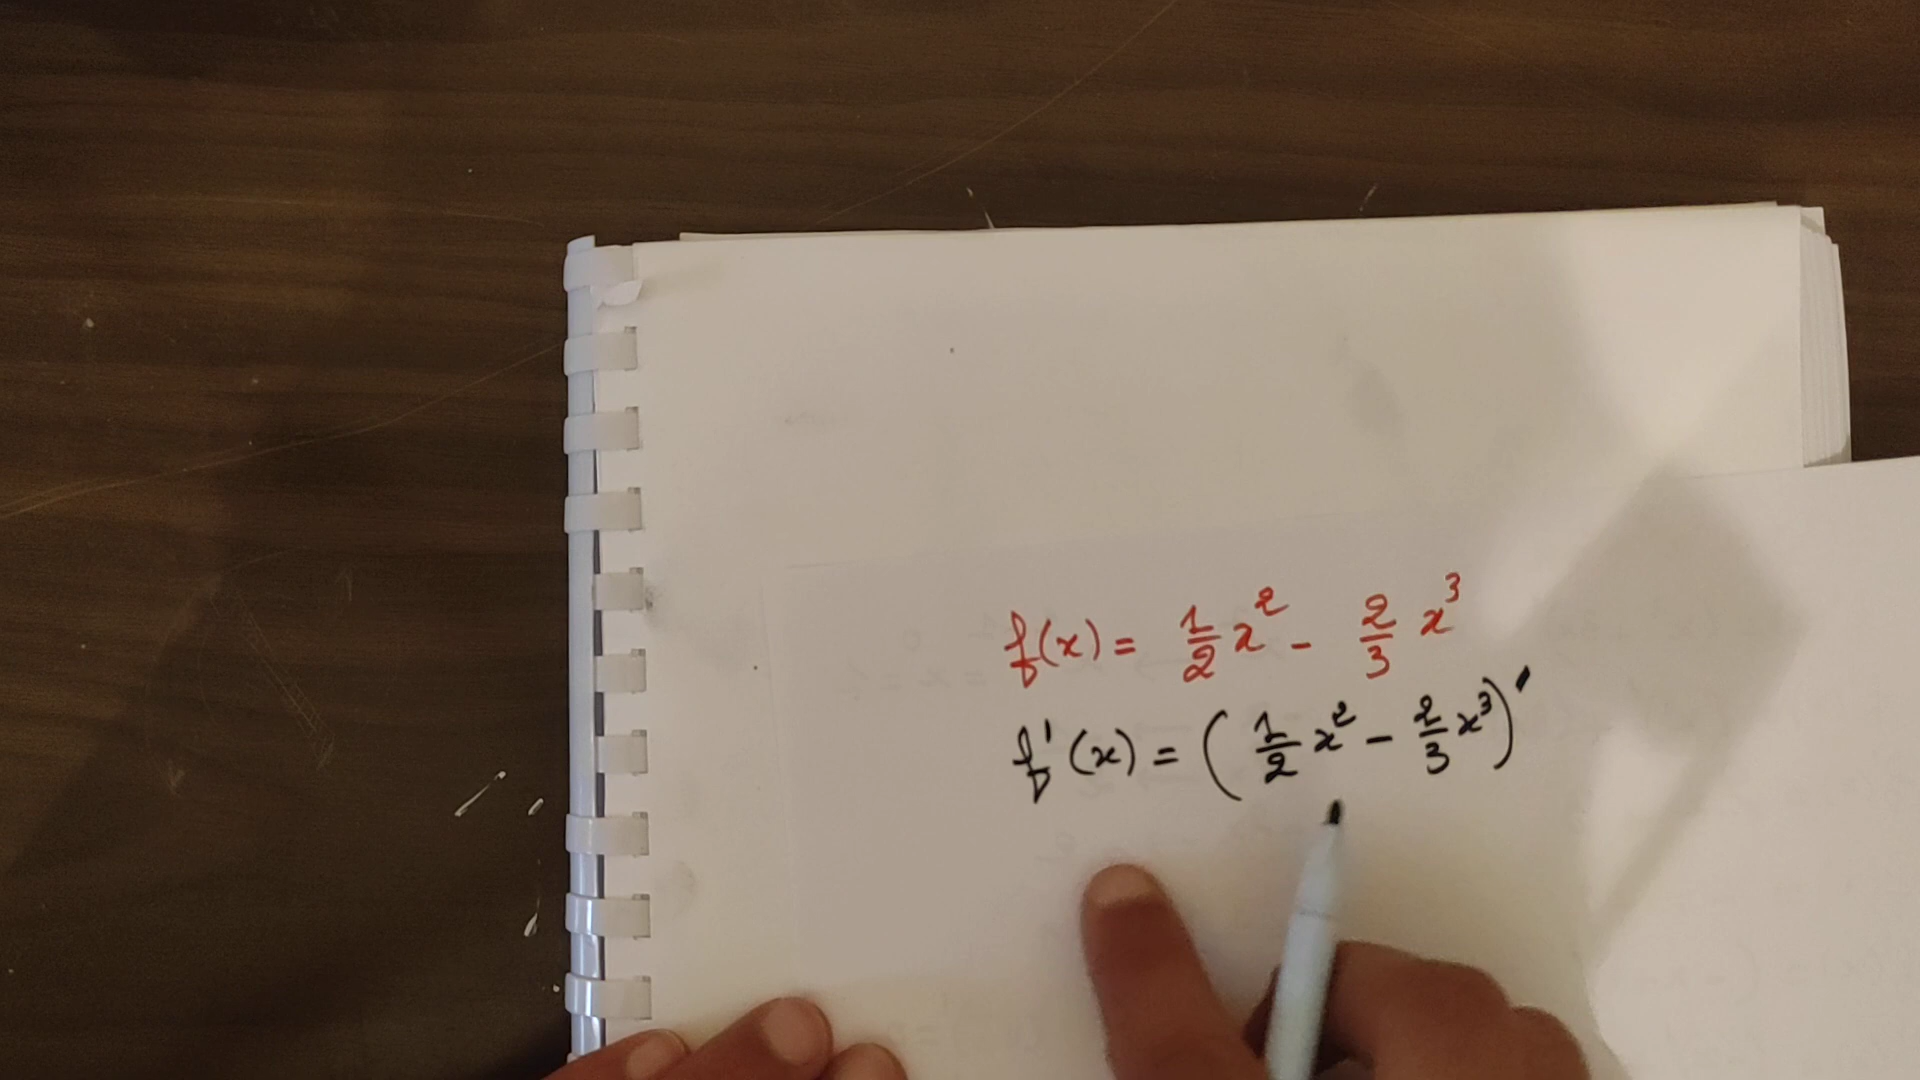 f(x) = 1/2 x² - 2/3 x³
f'(x) = (1/2 x² - 2/3 x³)'